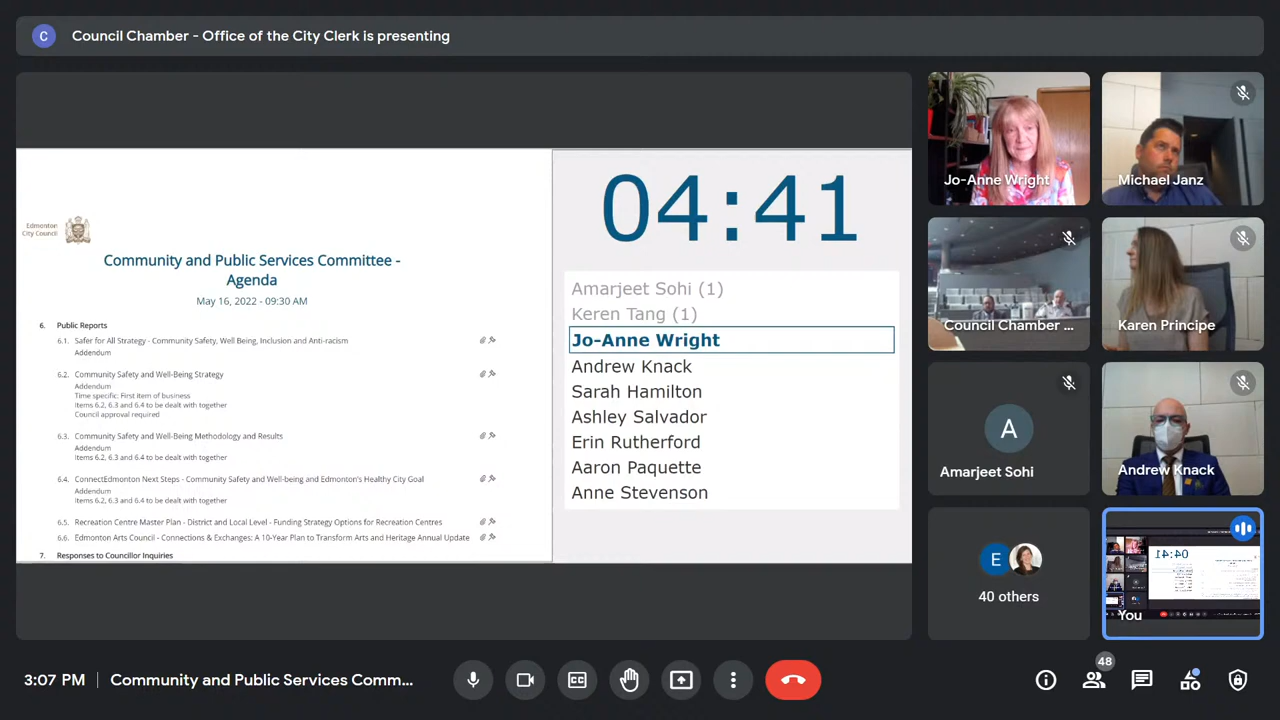 C Council Chamber - Office of the City Clerk is presenting
Edmonton
City Council
Community and Public Services Committee -
Agenda
May 16, 2022 - 09:30 AM
6. Public Reports
6.1. Safer for All Strategy - Community Safety, Well Being, Inclusion and Anti-racism
Addendum
6.2. Community Safety and Well-Being Strategy
Addendum
Time specific: First item of business
Items 6.2, 6.3 and 6.4 to be dealt with together
Council approval required
6.3. Community Safety and Well-Being Methodology and Results
Addendum
Items 6.2, 6.3 and 6.4 to be dealt with together
6.4. ConnectEdmonton Next Steps - Community Safety and Well-being and Edmonton's Healthy City Goal
Addendum
Items 6.2, 6.3 and 6.4 to be dealt with together
6.5. Recreation Centre Master Plan - District and Local Level - Funding Strategy Options for Recreation Centres
6.6. Edmonton Arts Council - Connections & Exchanges: A 10-Year Plan to Transform Arts and Heritage Annual Update
7. Responses to Councillor Inquiries
04:41
Amarjeet Sohi (1)
Keren Tang (1)
Jo-Anne Wright
Andrew Knack
Sarah Hamilton
Ashley Salvador
Erin Rutherford
Aaron Paquette
Anne Stevenson
Jo-Anne Wright
Michael Janz
Council Chamber ...
Karen Principe
A
Amarjeet Sohi
Andrew Knack
E
40 others
04:41
You
3:07 PM | Community and Public Services Comm...
CC
48